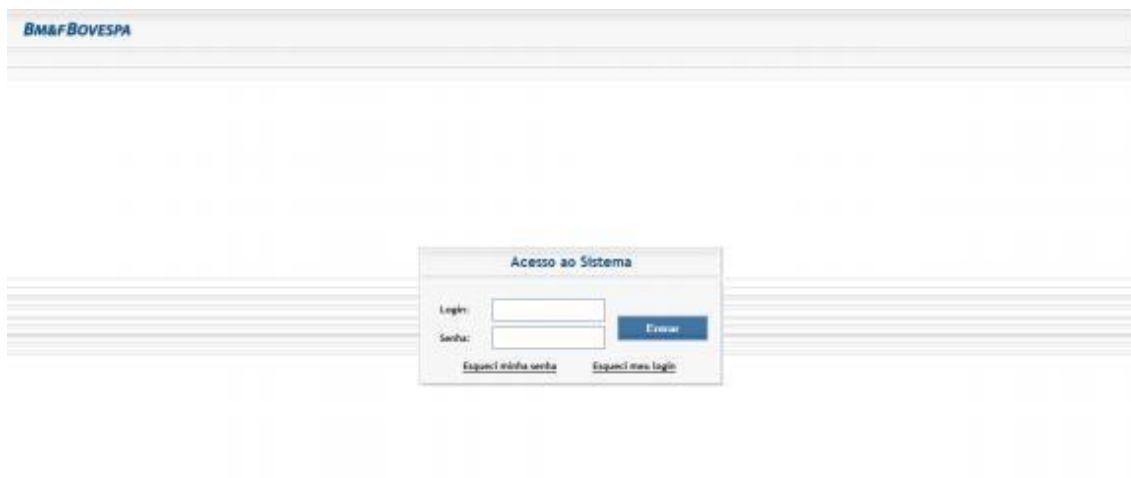 BM&FBOVESPA
Acesso ao Sistema
Login:
Senha:
Entrar
Esqueci minha senha
Esqueci meu login